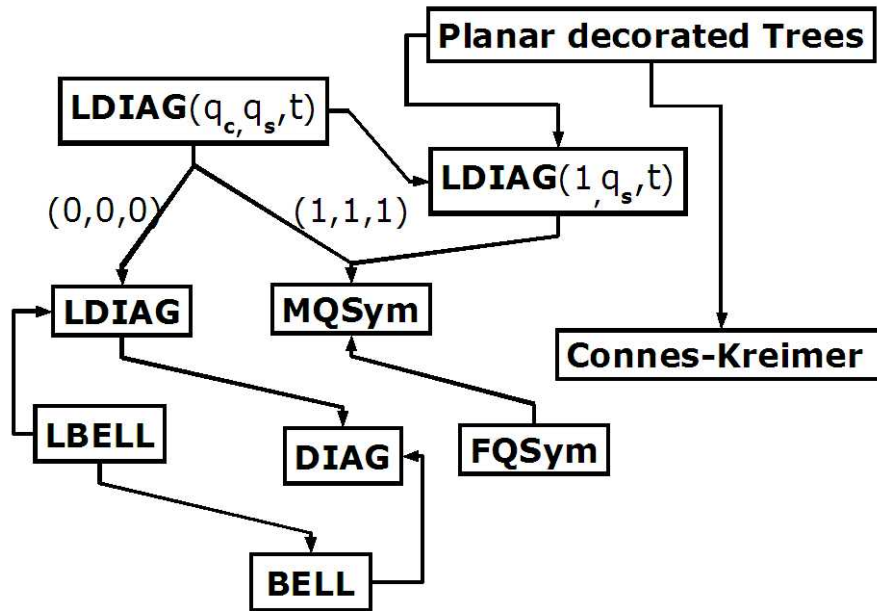 Planar decorated Trees
LDIAG(q_c,q_s,t)
LDIAG(1,q_s,t)
(0,0,0)
(1,1,1)
LDIAG
MQSym
Connes-Kreimer
LBELL
DIAG
FQSym
BELL